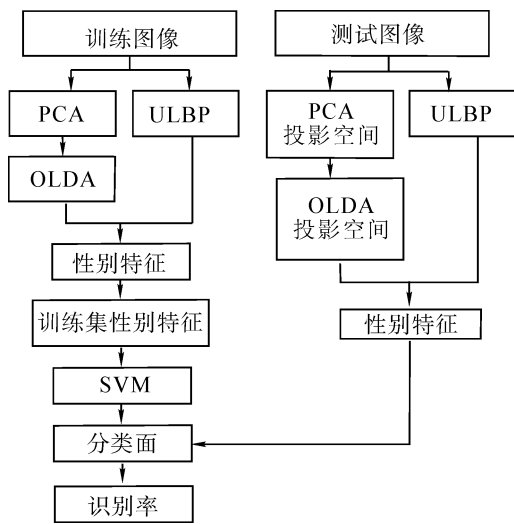 训练图像
测试图像
PCA
ULBP
OLDA
性别特征
训练集性别特征
SVM
分类面
识别率
PCA
投影空间
ULBP
OLDA
投影空间
性别特征